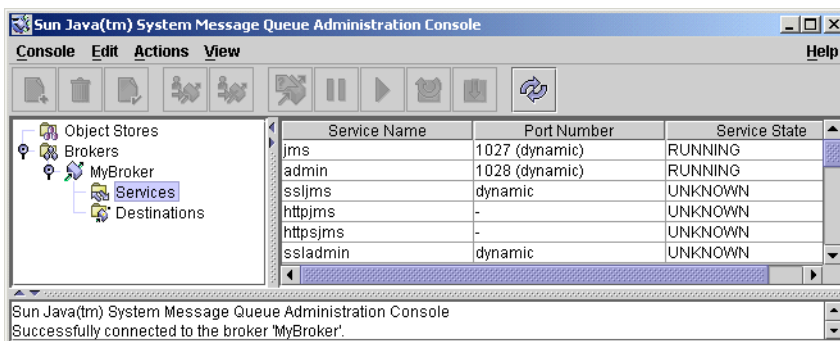 Sun Java(tm) System Message Queue Administration Console
Console Edit Actions View Help
Object Stores
Brokers
MyBroker
Services
Destinations
Service Name Port Number Service State
jms 1027 (dynamic) RUNNING
admin 1028 (dynamic) RUNNING
ssljms dynamic UNKNOWN
httpjms - UNKNOWN
httpsjms - UNKNOWN
ssladmin dynamic UNKNOWN
Sun Java(tm) System Message Queue Administration Console
Successfully connected to the broker 'MyBroker'.